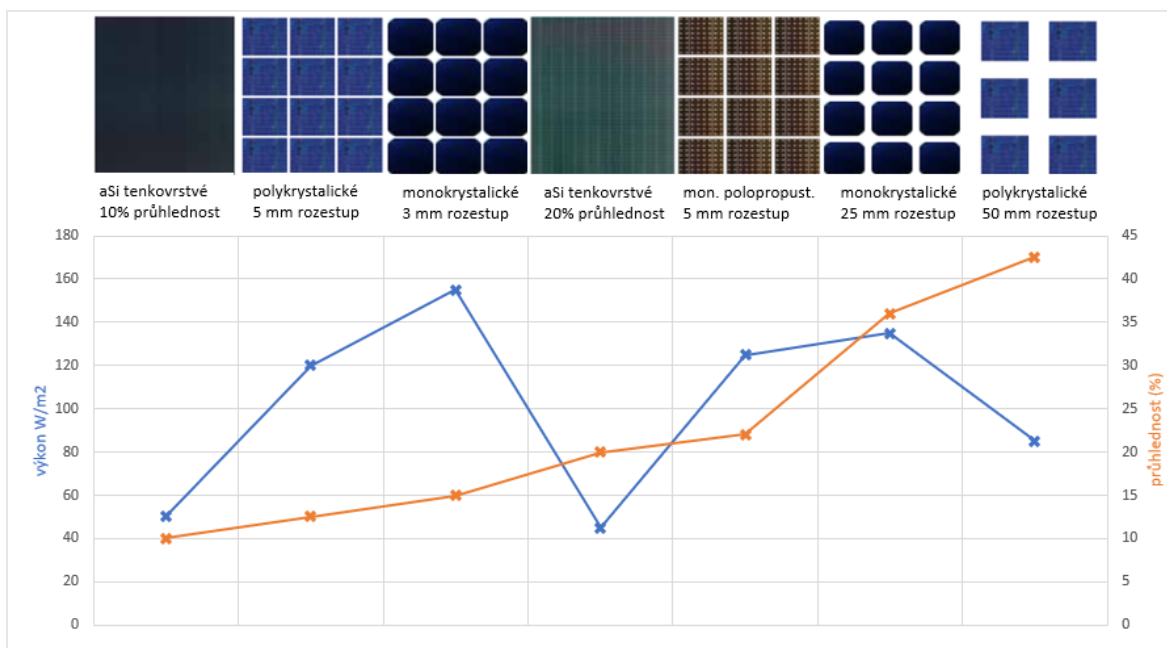 aSi tenkovrstvé
10% průhlednost
polykrystalické
5 mm rozestup
monokrystalické
3 mm rozestup
aSi tenkovrstvé
20% průhlednost
mon. polopropust.
5 mm rozestup
monokrystalické
25 mm rozestup
polykrystalické
50 mm rozestup
výkon W/m2
180
160
140
120
100
80
60
40
20
0
45
40
35
30
25
20
15
10
5
0
průhlednost (%)